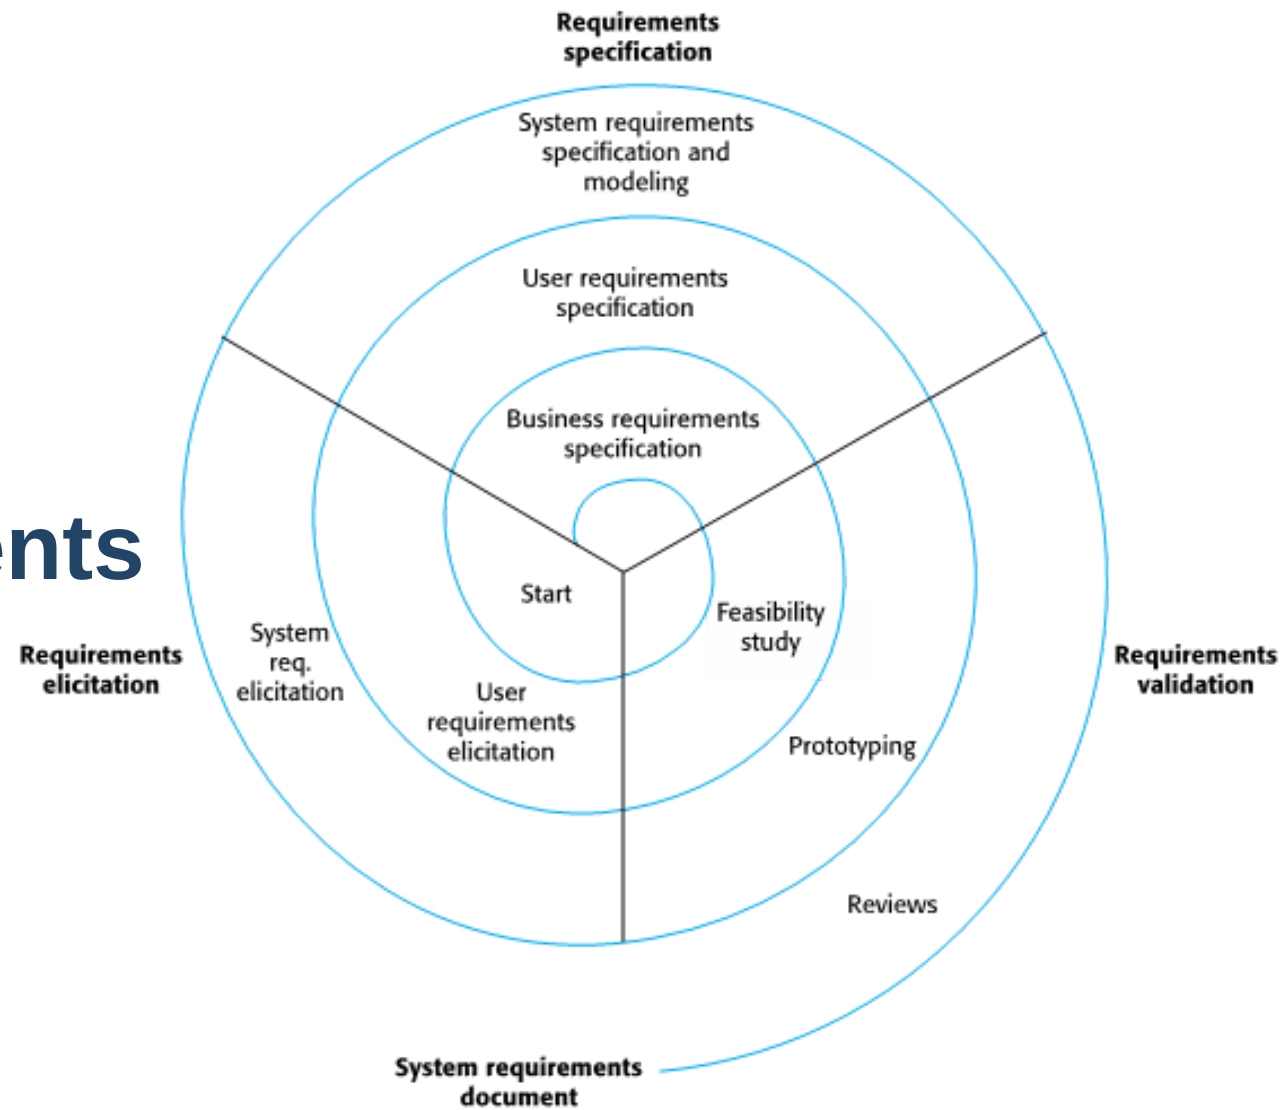 Requirements
specification
System requirements
specification and
modeling
User requirements
specification
Business requirements
specification
ents
Start
Feasibility
study
System
req.
elicitation
Requirements
elicitation
Requirements
validation
User
requirements
elicitation
Prototyping
Reviews
System requirements
document